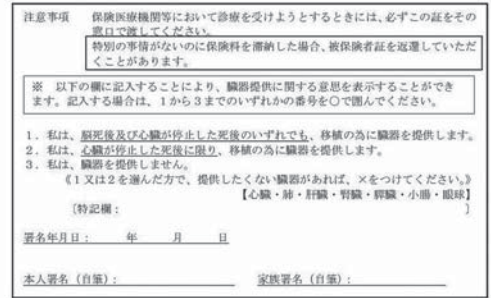 注意事項　保険医療機関等において診療を受けようとするときには、必ずこの証をその
窓口で渡してください。
特別の事情がないのに保険料を滞納した場合、被保険者証を返還していただ
くことがあります。
※　以下の欄に記入することにより、臓器提供に関する意思を表示することができ
ます。記入する場合は、1から3までのいずれかの番号を〇で囲んでください。
1．私は、脳死後及び心臓が停止した死後のいずれでも、移植の為に臓器を提供します。
2．私は、心臓が停止した死後に限り、移植の為に臓器を提供します。
3．私は、臓器を提供しません。
《1又は2を選んだ方で、提供したくない臓器があれば、×をつけてください。》
【心臓・肺・肝臓・腎臓・膵臓・小腸・眼球】
〔特記欄：　　　　　〕
署名年月日：　　年　　月　　日
本人署名（自筆）：　　　　　家族署名（自筆）：